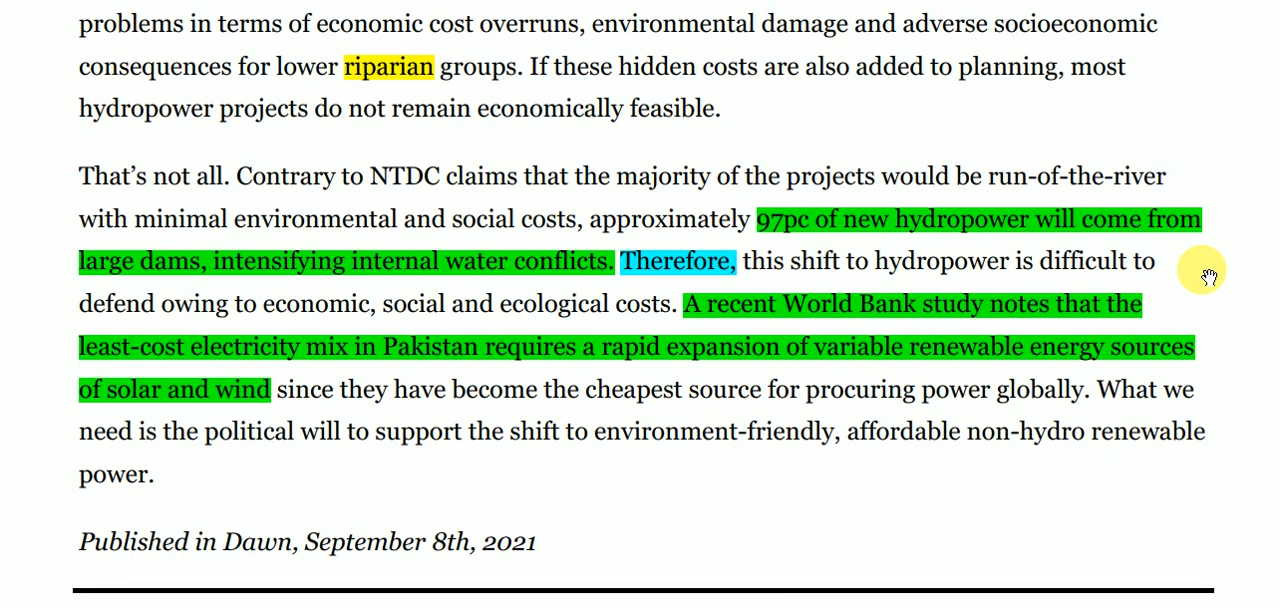 problems in terms of economic cost overruns, environmental damage and adverse socioeconomic
consequences for lower riparian groups. If these hidden costs are also added to planning, most
hydropower projects do not remain economically feasible.
That’s not all. Contrary to NTDC claims that the majority of the projects would be run-of-the-river
with minimal environmental and social costs, approximately 97pc of new hydropower will come from
large dams, intensifying internal water conflicts. Therefore, this shift to hydropower is difficult to
defend owing to economic, social and ecological costs. A recent World Bank study notes that the
least-cost electricity mix in Pakistan requires a rapid expansion of variable renewable energy sources
of solar and wind since they have become the cheapest source for procuring power globally. What we
need is the political will to support the shift to environment-friendly, affordable non-hydro renewable
power.
Published in Dawn, September 8th, 2021